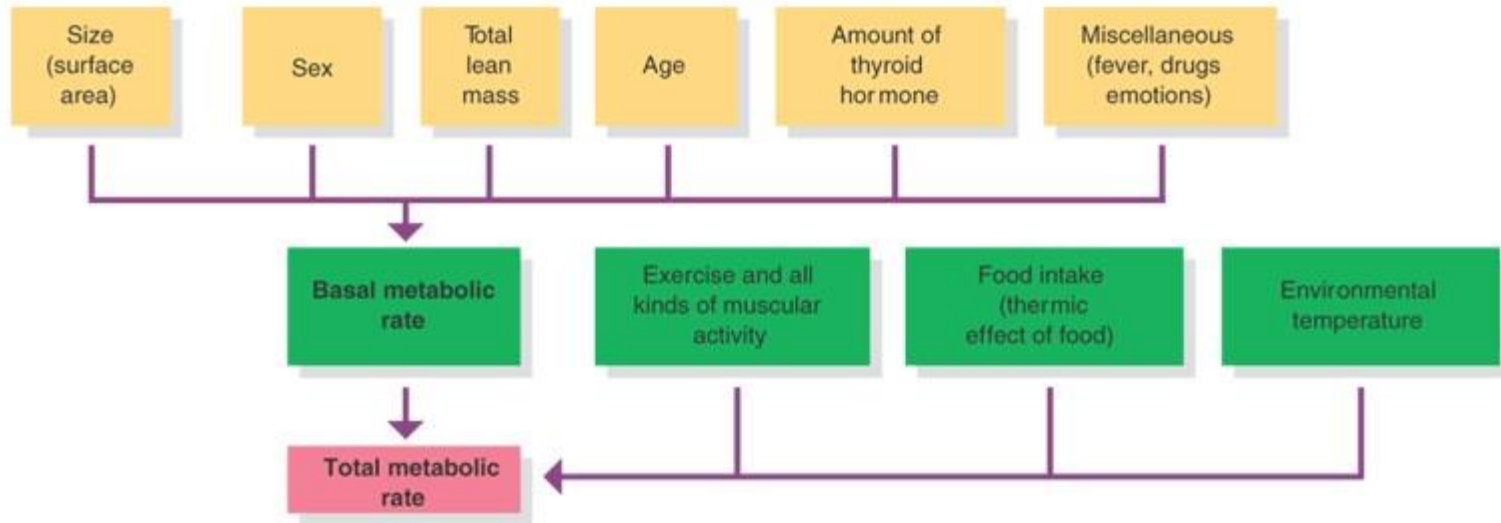 Size
(surface
area)
Sex
Total
lean
mass
Age
Amount of
thyroid
hormone
Miscellaneous
(fever, drugs
emotions)
Basal metabolic
rate
Exercise and all
kinds of muscular
activity
Food intake
(thermic
effect of food)
Environmental
temperature
Total metabolic
rate